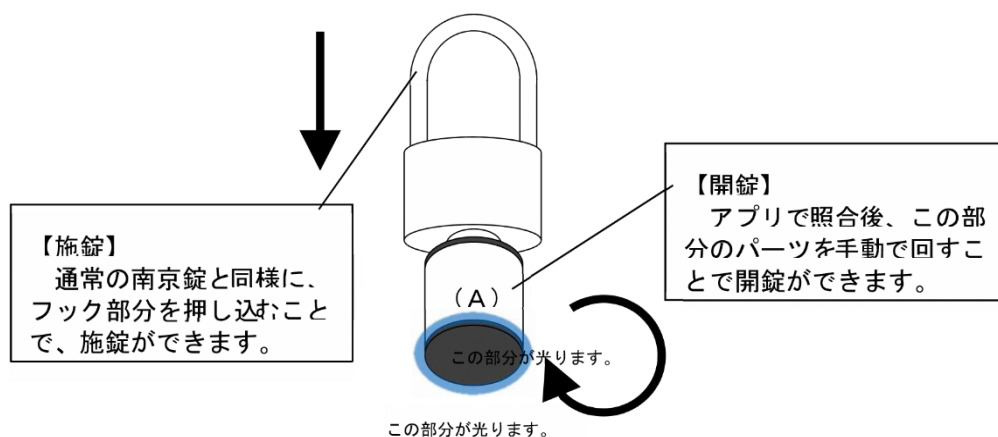 【施錠】
通常の南京錠と同様に、
フック部分を押し込むこと
で、施錠ができます。
【開錠】
アプリで照合後、この部
分のパーツを手動で回すこ
とで開錠ができます。
(A)
この部分が光ります。
この部分が光ります。